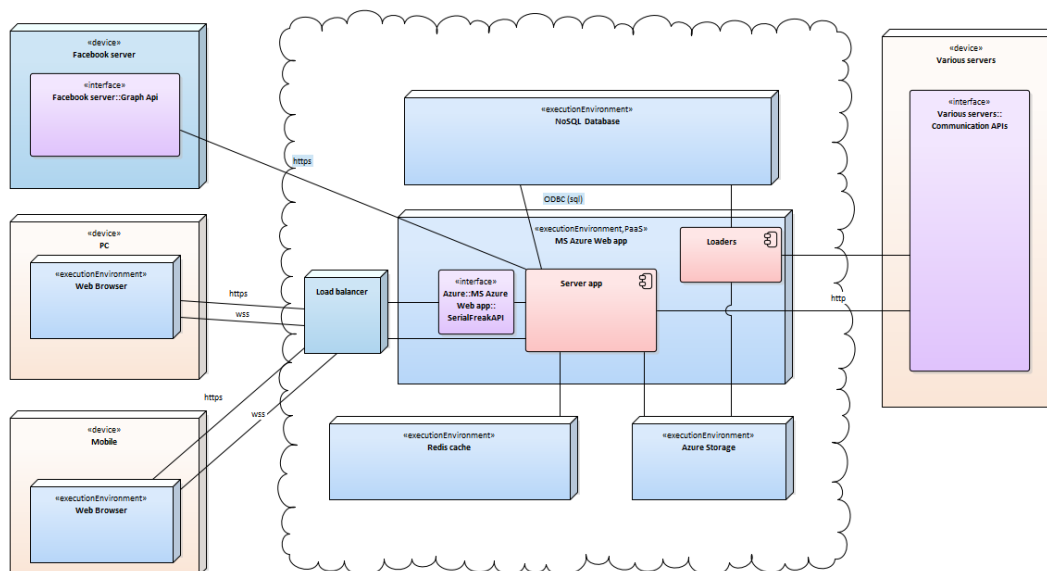 «device»
Facebook server
«interface»
Facebook server::Graph Api
«device»
PC
«executionEnvironment»
Web Browser
«device»
Mobile
«executionEnvironment»
Web Browser
https
https
wss
https
wss
Load balancer
«executionEnvironment»
NoSQL Database
ODBC (sql)
«executionEnvironment,PaaS»
MS Azure Web app
«interface»
Azure::MS Azure
Web app::
SerialFreakAPI
Server app
Loaders
«executionEnvironment»
Redis cache
«executionEnvironment»
Azure Storage
http
«device»
Various servers
«interface»
Various servers::
Communication APIs